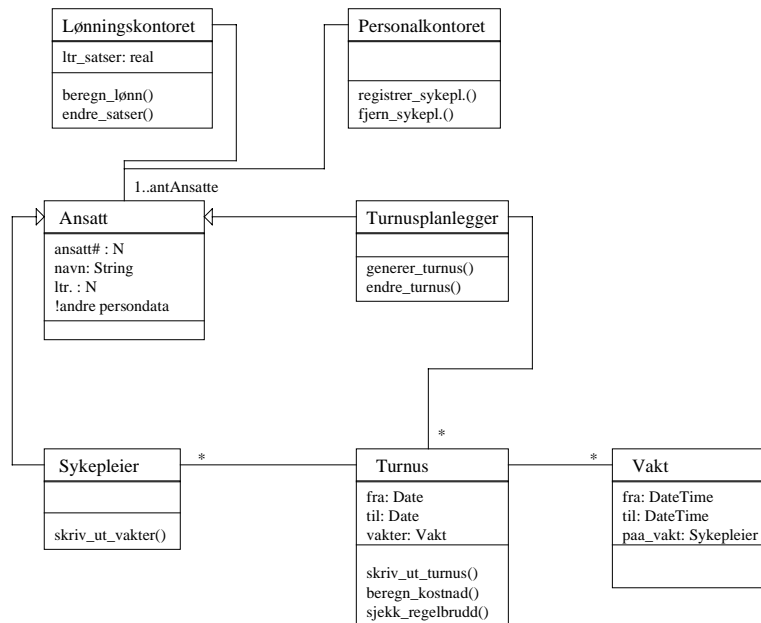 Lønningskontoret
ltr_satser: real
beregn_lønn()
endre_satser()
Personalkontoret
registrer_sykepl.()
fjern_sykepl.()
1..antAnsatte
Ansatt
ansatt# : N
navn: String
ltr. : N
!andre persondata
Turnusplanlegger
generer_turnus()
endre_turnus()
*
Sykepleier
skriv_ut_vakter()
*
Turnus
fra: Date
til: Date
vakter: Vakt
skriv_ut_turnus()
beregn_kostnad()
sjekk_regelbrudd()
*
Vakt
fra: DateTime
til: DateTime
paa_vakt: Sykepleier